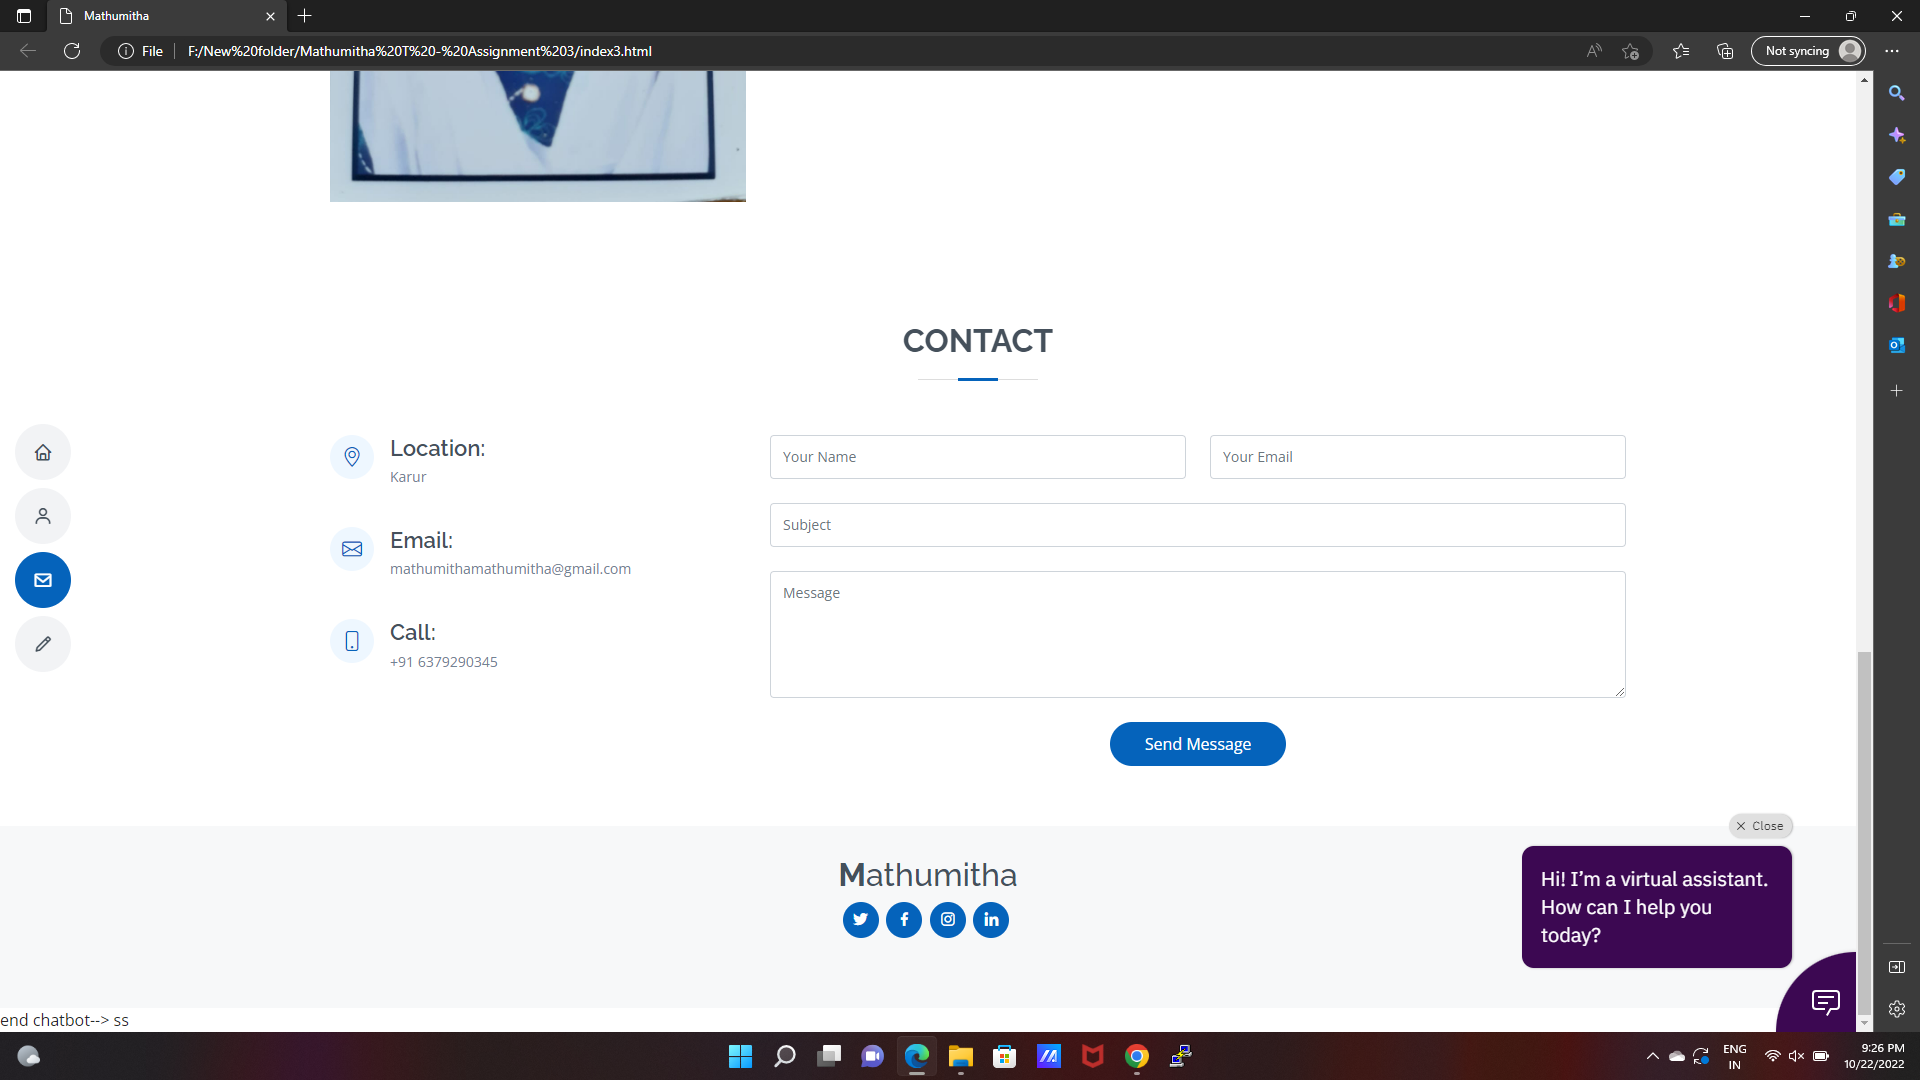 Mathumitha
File
F:/New%20folder/Mathumitha%20T%20-%20Assignment%203/index3.html
Not syncing
CONTACT
Location:
Karur
Email:
mathumithamathumitha@gmail.com
Call:
+91 6379290345
Your Name
Your Email
Subject
Message
Send Message
Close
Hi! I'm a virtual assistant.
How can I help you
today?
Mathumitha
end chatbot--> ss
ENG
IN
9:26 PM
10/22/2022